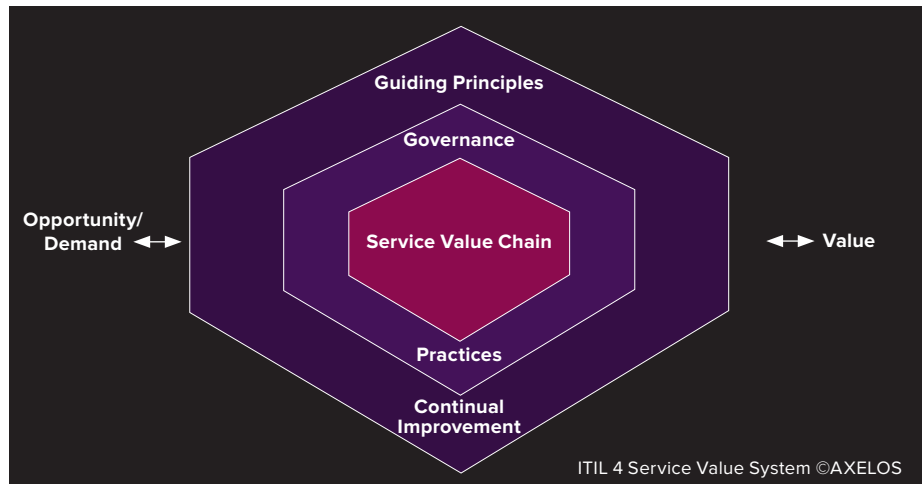 Guiding Principles
Governance
Opportunity/
Demand
Service Value Chain
Value
Practices
Continual
Improvement
ITIL 4 Service Value System ©AXELOS